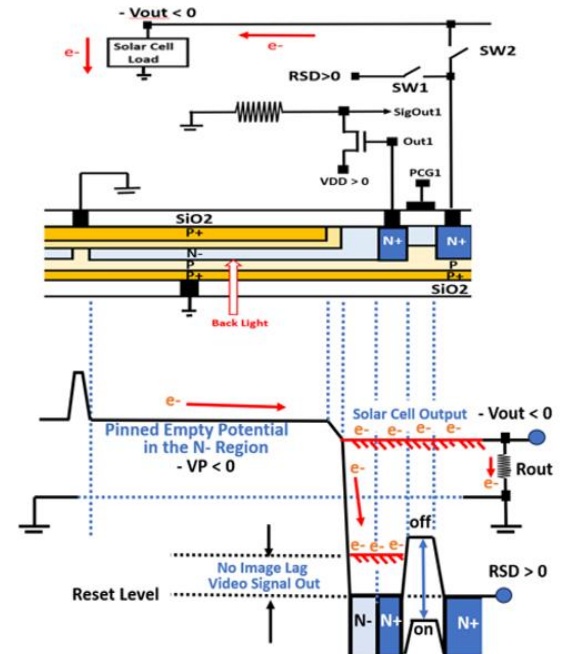 - Vout < 0
e-
e-
Solar Cell
Load
SW2
RSD>0
SW1
SigOut1
Out1
VDD > 0
PCG1
SiO2
P+
N+
N+
N-
P
P
P+
P+
SiO2
Back Light
e-
Solar Cell Output
- Vout < 0
Pinned Empty Potential
in the N- Region
- VP < 0
e-
e-
e-
e-
e-
e-
Rout
off
e-
e-
e-
No Image Lag
Video Signal Out
RSD > 0
Reset Level
N-
N+
on
N+